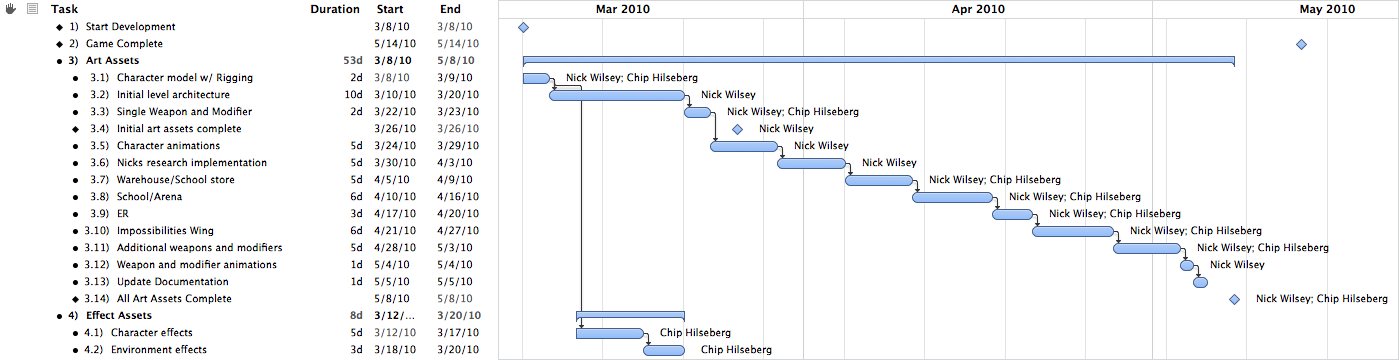 Task Duration Start End Mar 2010 Apr 2010 May 2010
1) Start Development 3/8/10 3/8/10
2) Game Complete 5/14/10 5/14/10
3) Art Assets 53d 3/8/10 5/8/10
3.1) Character model w/ Rigging 2d 3/8/10 3/9/10 Nick Wilsey; Chip Hilseberg
3.2) Initial level architecture 10d 3/10/10 3/20/10 Nick Wilsey
3.3) Single Weapon and Modifier 2d 3/22/10 3/23/10 Nick Wilsey; Chip Hilseberg
3.4) Initial art assets complete 3/26/10 3/26/10 Nick Wilsey
3.5) Character animations 5d 3/24/10 3/29/10 Nick Wilsey
3.6) Nicks research implementation 5d 3/30/10 4/3/10 Nick Wilsey
3.7) Warehouse/School store 5d 4/5/10 4/9/10 Nick Wilsey; Chip Hilseberg
3.8) School/Arena 6d 4/10/10 4/16/10 Nick Wilsey; Chip Hilseberg
3.9) ER 3d 4/17/10 4/20/10 Nick Wilsey; Chip Hilseberg
3.10) Impossibilities Wing 6d 4/21/10 4/27/10 Nick Wilsey; Chip Hilseberg
3.11) Additional weapons and modifiers 5d 4/28/10 5/3/10 Nick Wilsey; Chip Hilseberg
3.12) Weapon and modifier animations 1d 5/4/10 5/4/10 Nick Wilsey
3.13) Update Documentation 1d 5/5/10 5/5/10
3.14) All Art Assets Complete 5/8/10 5/8/10 Nick Wilsey; Chip Hilseberg
4) Effect Assets 8d 3/12/... 3/20/10
4.1) Character effects 5d 3/12/10 3/17/10 Chip Hilseberg
4.2) Environment effects 3d 3/18/10 3/20/10 Chip Hilseberg